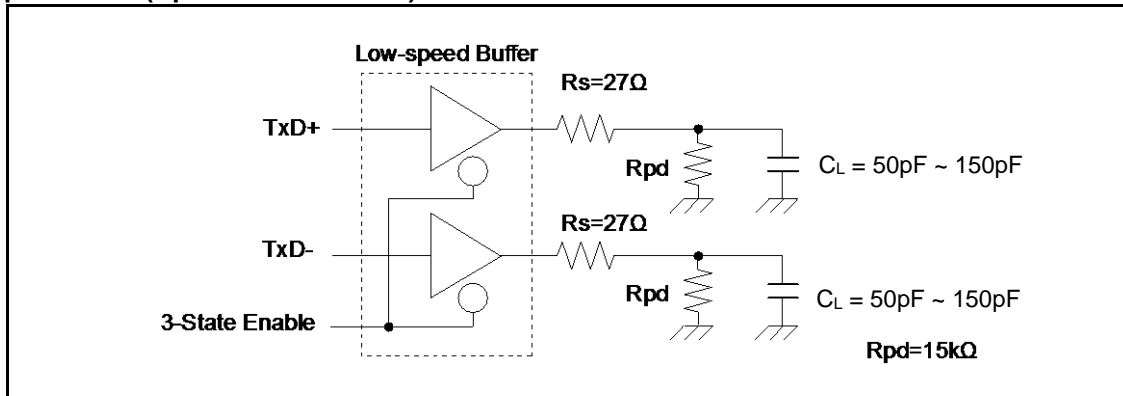 Low-speed Buffer
Rs=27Ω
TxD+
Rpd
CL = 50pF ~ 150pF
Rs=27Ω
TxD-
Rpd
CL = 50pF ~ 150pF
3-State Enable
Rpd=15kΩ